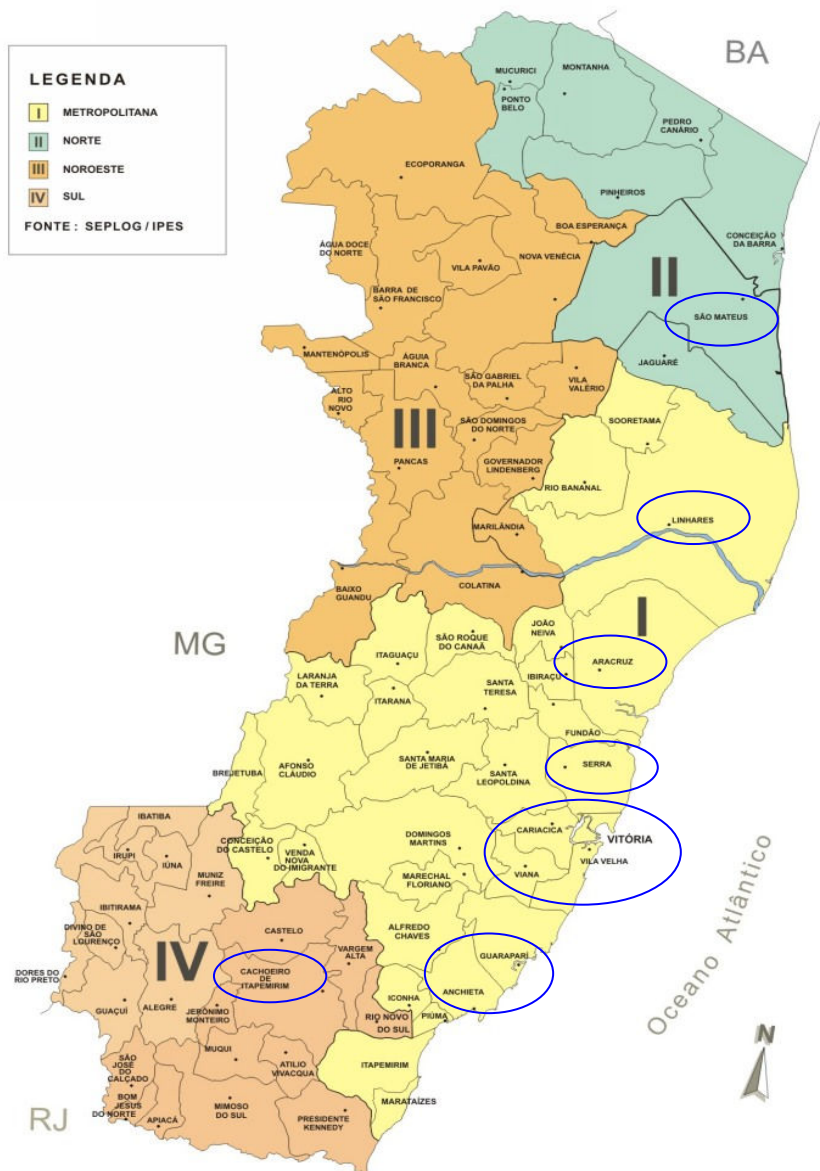 LEGENDA
I METROPOLITANA
II NORTE
III NOROESTE
IV SUL
FONTE : SEPLOG / IPES
BA
MUCURICI
MONTANHA
PONTO
BELO
PEDRO
CANÁRIO
ECOPORANGA
PINHEIROS
BOA ESPERANÇA
CONCEIÇÃO
DA BARRA
ÁGUA DOCE
DO NORTE
VILA PAVÃO
NOVA VENÉCIA
II
BARRA DE
SÃO FRANCISCO
SÃO MATEUS
MANTENÓPOLIS
ÁGUIA
BRANCA
JAGUARÉ
SÃO GABRIEL
DA PALHA
VILA
VALÉRIO
ALTO
RIO
NOVO
III
SÃO DOMINGOS
DO NORTE
SOORETAMA
PANCAS
GOVERNADOR
LINDENBERG
RIO BANANAL
MARILÂNDIA
LINHARES
BAIXO
GUANDU
COLATINA
I
MG
JOÃO
NEIVA
SÃO ROQUE
DO CANAÃ
ITAGUAÇU
ARACRUZ
IBIRAÇU
LARANJA
DA TERRA
ITARANA
SANTA
TERESA
FUNDÃO
SANTA MARIA
DE JETIBÁ
SERRA
BREJETUBA
AFONSO
CLÁUDIO
SANTA
LEOPOLDINA
IBATIBA
CARIACICA
VITÓRIA
CONCEIÇÃO
DO CASTELO
VENDA
NOVA
DO IMIGRANTE
DOMINGOS
MARTINS
VILA VELHA
IRUPI
IÚNA
VIANA
MUNIZ
FREIRE
MARECHAL
FLORIANO
IBITIRAMA
DIVINO DE
SÃO
LOURENÇO
CASTELO
ALFREDO
CHAVES
IV
VARGEM
ALTA
GUARAPARÍ
Oceano Atlântico
DORES DO
RIO PRETO
CACHOEIRO
DE
ITAPEMIRIM
ICONHA
ANCHIETA
GUAÇUÍ
ALEGRE
JERÔNIMO
MONTEIRO
RIO NOVO
DO SUL
PIÚMA
MUQUI
SÃO
JOSÉ
DO
CALÇADO
ATILIO
VIVACQUA
ITAPEMIRIM
N
BOM
JESUS
DO NORTE
MIMOSO
DO SUL
MARATAÍZES
RJ
APIACÁ
PRESIDENTE
KENNEDY